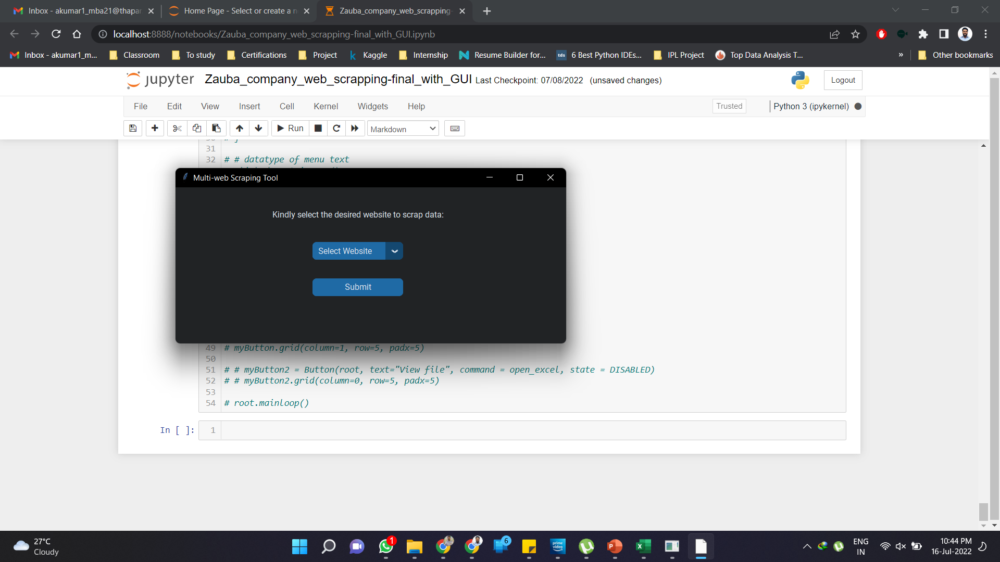 Inbox - akumar1_mba21@thapar
Home Page - Select or create a n
Zauba_company_web_scrapping-
localhost:8888/notebooks/Zauba_company_web_scrapping-final_with_GUI.ipynb
Inbox - akumar1_m...
Classroom
To study
Certifications
Project
Kaggle
Internship
Resume Builder for...
tds
6 Best Python IDEs...
IPL Project
Top Data Analysis T...
»
Other bookmarks
jupyter
Zauba_company_web_scrapping-final_with_GUI Last Checkpoint: 07/08/2022 (unsaved changes)
Logout
File Edit View Insert Cell Kernel Widgets Help
Trusted
Python 3 (ipykernel)
Run
Markdown
31
32 # # datatype of menu text
Multi-web Scraping Tool
Kindly select the desired website to scrap data:
Select Website
Submit
49 # myButton.grid(column=1, row=5, padx=5)
50
51 # # myButton2 = Button(root, text="View file", command = open_excel, state = DISABLED)
52 # # myButton2.grid(column=0, row=5, padx=5)
53
54 # root.mainloop()
In [ ]: 1
27°C
Cloudy
1
6
prime video
ENG
IN
10:44 PM
16-Jul-2022